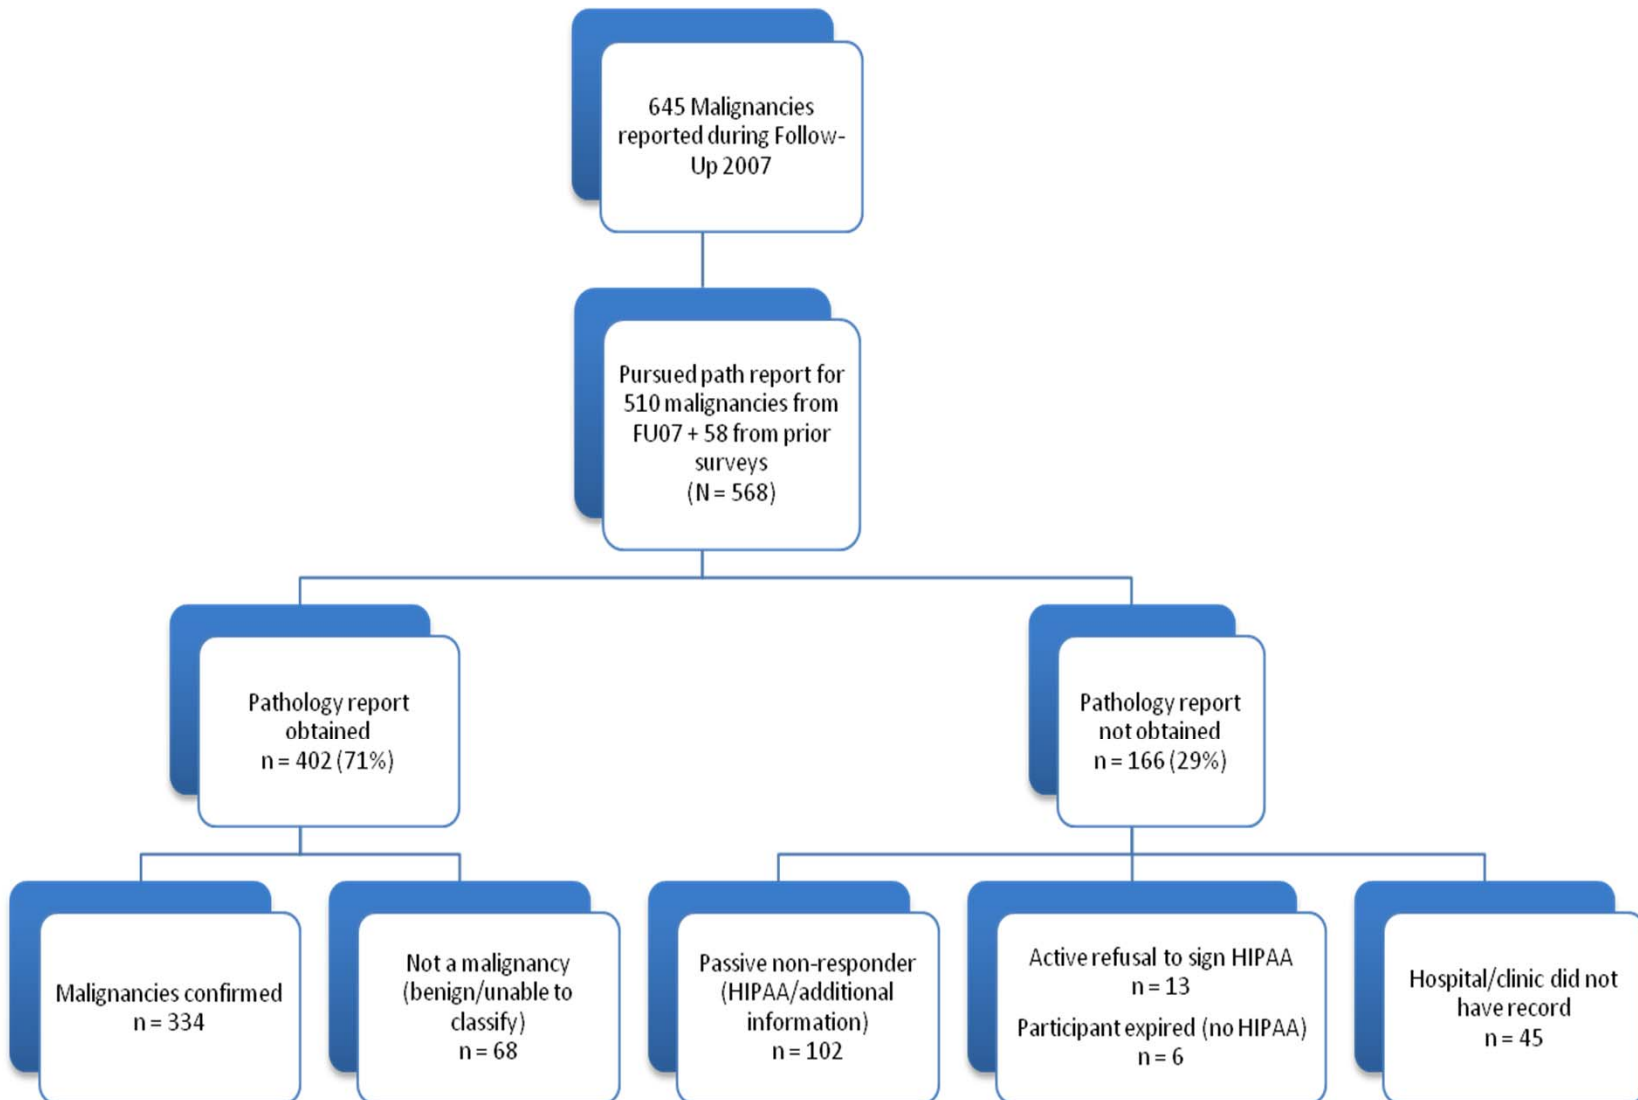 645 Malignancies
reported during Follow-
Up 2007
Pursued path report for
510 malignancies from
FU07 + 58 from prior
surveys
(N = 568)
Pathology report
obtained
n = 402 (71%)
Pathology report
not obtained
n = 166 (29%)
Malignancies confirmed
n = 334
Not a malignancy
(benign/unable to
classify)
n = 68
Passive non-responder
(HIPAA/additional
information)
n = 102
Active refusal to sign HIPAA
n = 13
Participant expired (no HIPAA)
n = 6
Hospital/clinic did not
have record
n = 45